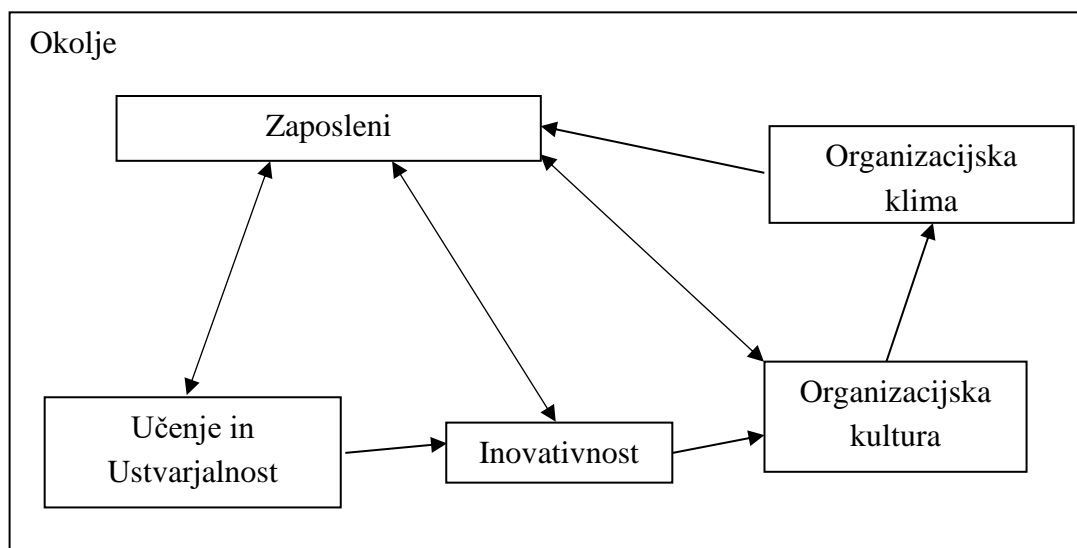 Okolje
Zaposleni
Organizacijska
klima
Učenje in
Ustvarjalnost
Inovativnost
Organizacijska
kultura